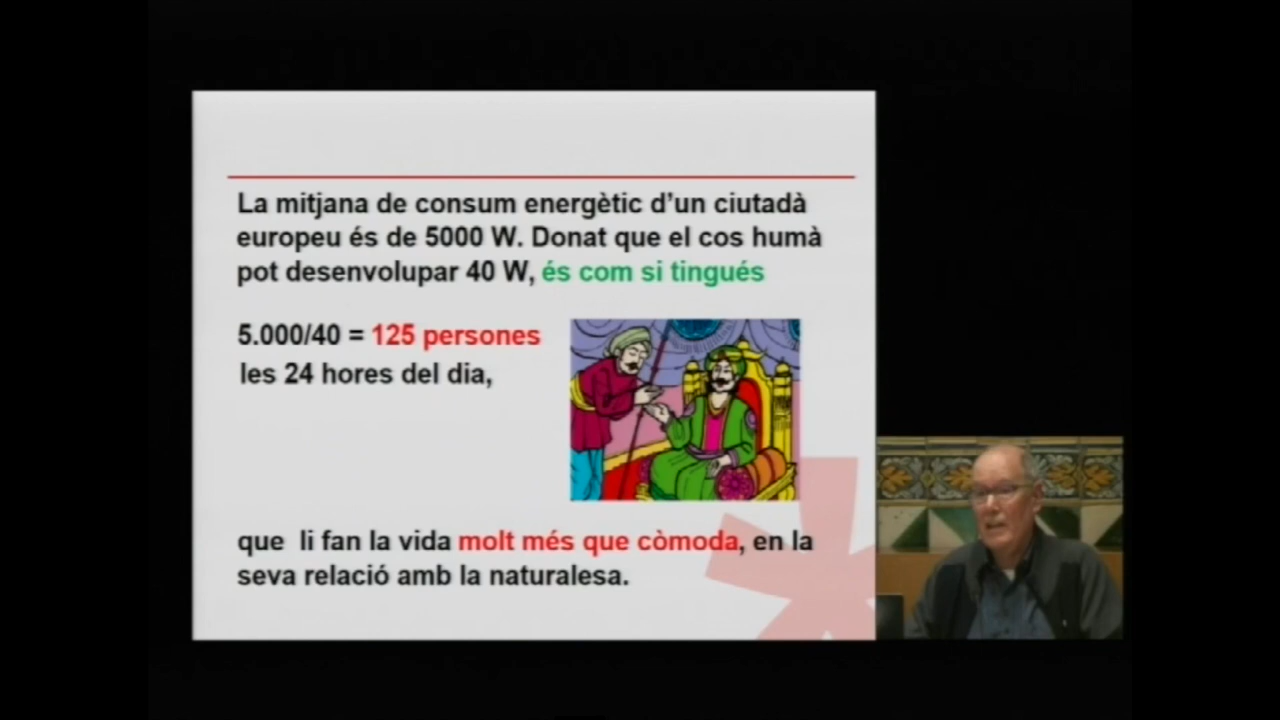 La mitjana de consum energètic d'un ciutadà
europeu és de 5000 W. Donat que el cos humà
pot desenvolupar 40 W, és com si tingués
5.000/40 = 125 persones
les 24 hores del dia,
que li fan la vida molt més que còmoda, en la
seva relació amb la naturalesa.